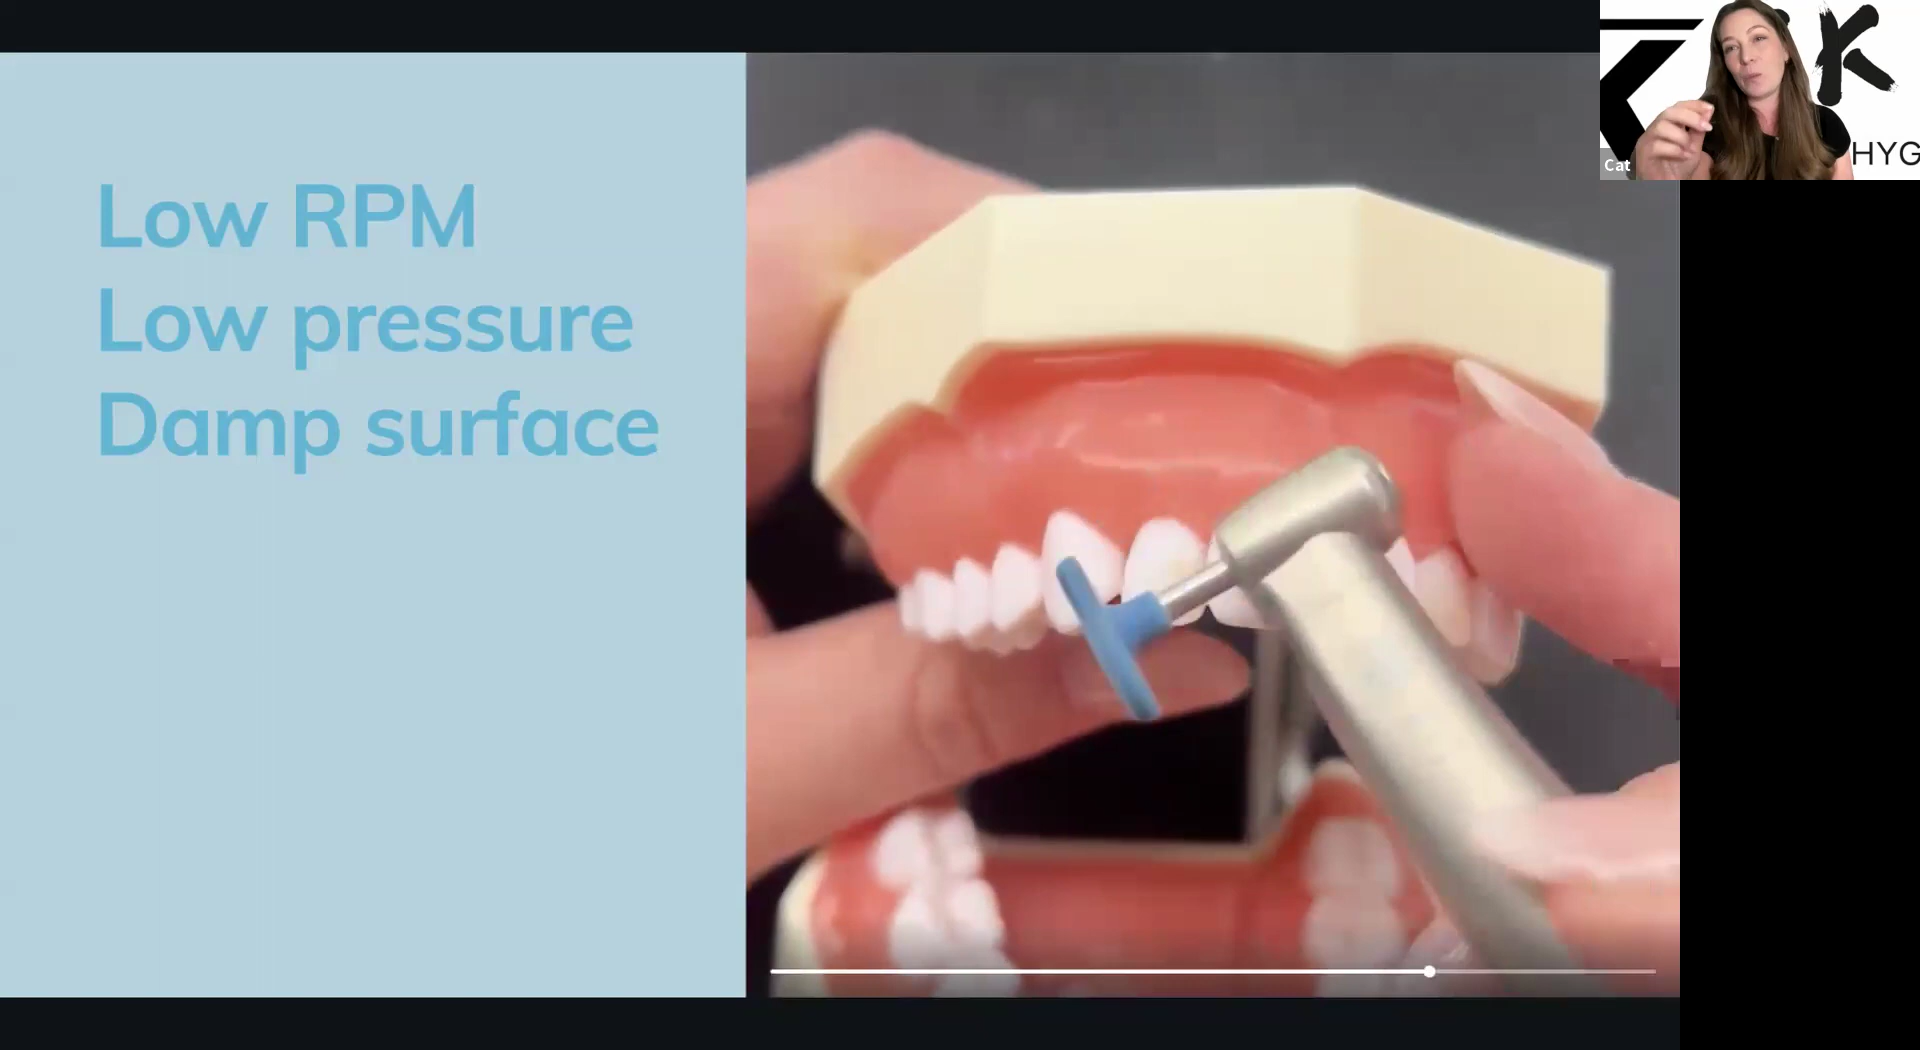 Low RPM
Low pressure
Damp surface
K
Cat
HYG